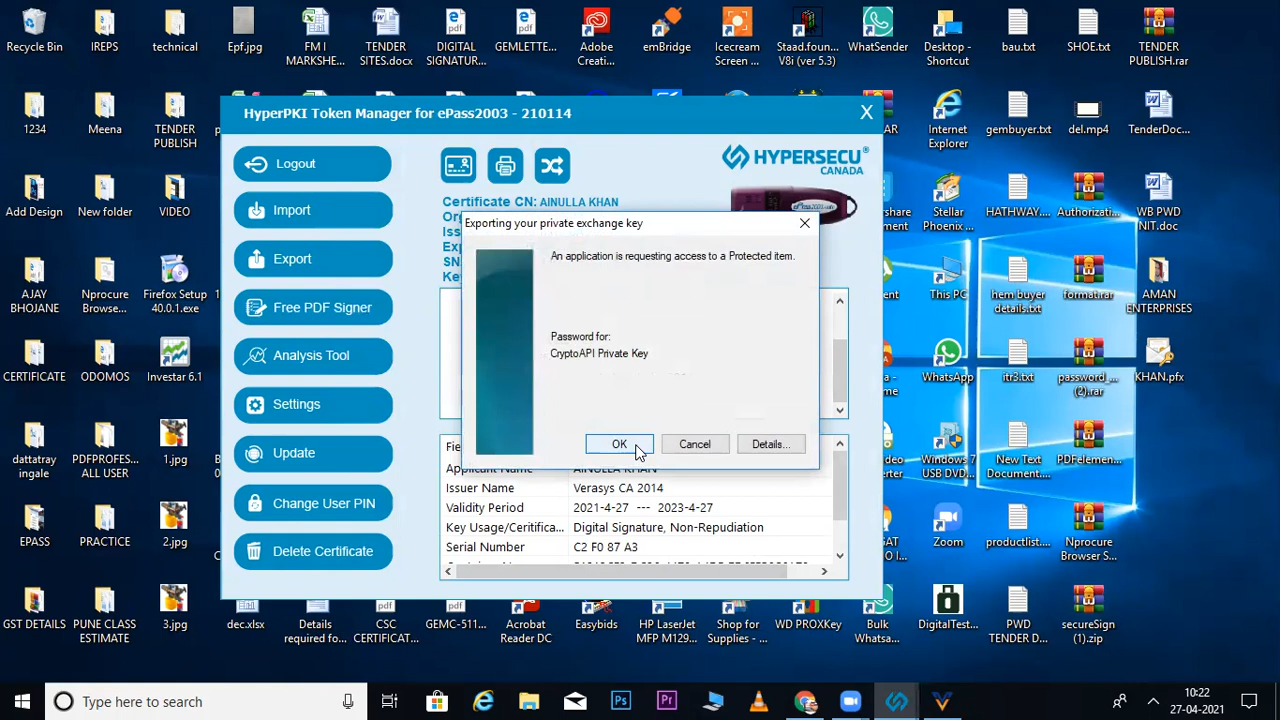 Recycle Bin
IREPS
technical
Epf.jpg
FM I
MARKSHE...
TENDER
SITES.docx
DIGITAL
SIGNATUR...
GEMLETTE...
Adobe
Creati...
emBridge
Icecream
Screen ...
Staad.foun...
V8i (ver 5.3)
WhatSender
Desktop -
Shortcut
bau.txt
SHOE.txt
TENDER
PUBLISH.rar
1234
Meena
TENDER
PUBLISH
Internet
Explorer
gembuyer.txt
del.mp4
TenderDoc...
Add Design
New folder
VIDEO
Stellar
Phoenix ...
HATHWAY...
Authorizati...
WB PWD
NIT.doc
AJAY
BHOJANE
Nprocure
Browse...
Firefox Setup
40.0.1.exe
This PC
hem buyer
details.txt
format.rar
AMAN
ENTERPRISES
CERTIFICATE
ODOMOS
Investar 6.1
WhatsApp
itr3.txt
password_...
(2).rar
KHAN.pfx
dattatray
ingale
PDFPROFES...
ALL USER
1.jpg
Windows 7
USB DVD...
New Text
Document...
PDFelemen...
EPASS
PRACTICE
2.jpg
Zoom
productlist....
Nprocure
Browser S...
GST DETAILS
PUNE CLASS
ESTIMATE
3.jpg
dec.xlsx
Details
required fo...
CSC
CERTIFICAT...
GEMC-511...
Acrobat
Reader DC
Easybids
HP LaserJet
MFP M129...
Shop for
Supplies - ...
WD PROXKey
Bulk
Whatsa...
DigitalTest...
PWD
TENDER D...
secureSign
(1).zip
HyperPKI Token Manager for ePass2003 - 210114
X
Logout
Import
Export
Free PDF Signer
Analysis Tool
Settings
Update
Change User PIN
Delete Certificate
HYPERSECU
CANADA
Certificate CN: AINULLA KHAN
Exporting your private exchange key
An application is requesting access to a Protected item.
Password for:
CryptoAPI Private Key
OK
Cancel
Details...
Applicant Name AINULLA KHAN
Issuer Name Verasys CA 2014
Validity Period 2021-4-27 --- 2023-4-27
Key Usage/Ceritifica... Digital Signature, Non-Repudiation
Serial Number C2 F0 87 A3
Type here to search
10:22
27-04-2021